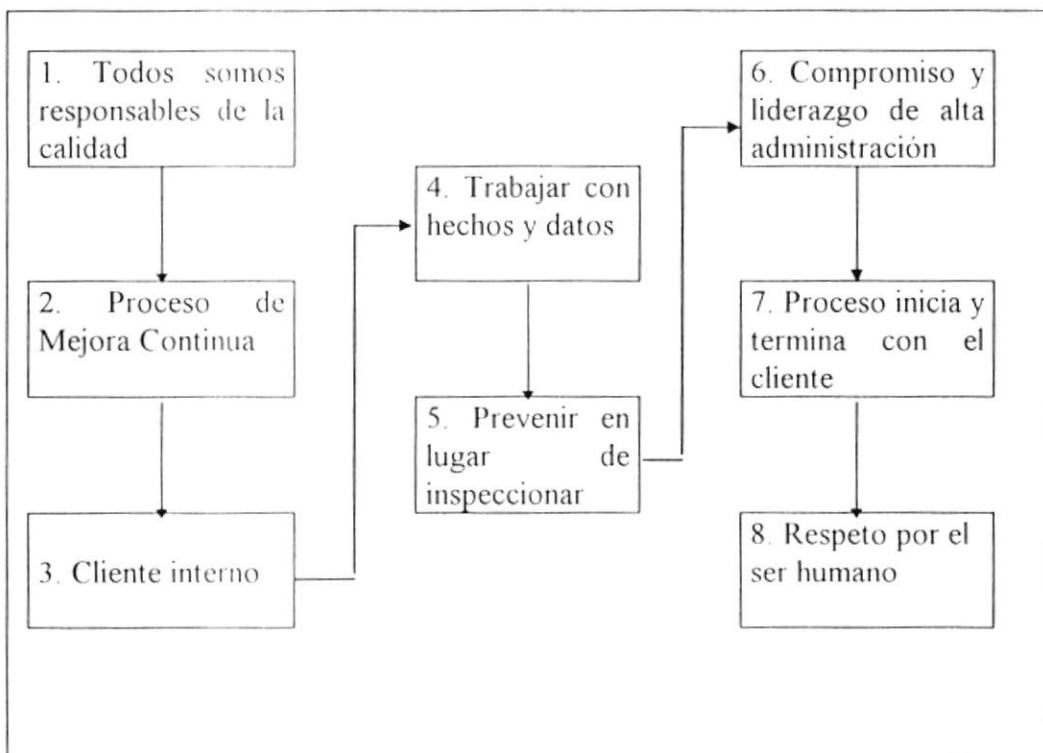 1. Todos somos
responsables de la
calidad
2. Proceso de
Mejora Continua
3. Cliente interno
4. Trabajar con
hechos y datos
5. Prevenir en
lugar de
inspeccionar
6. Compromiso y
liderazgo de alta
administración
7. Proceso inicia y
termina con el
cliente
8. Respeto por el
ser humano